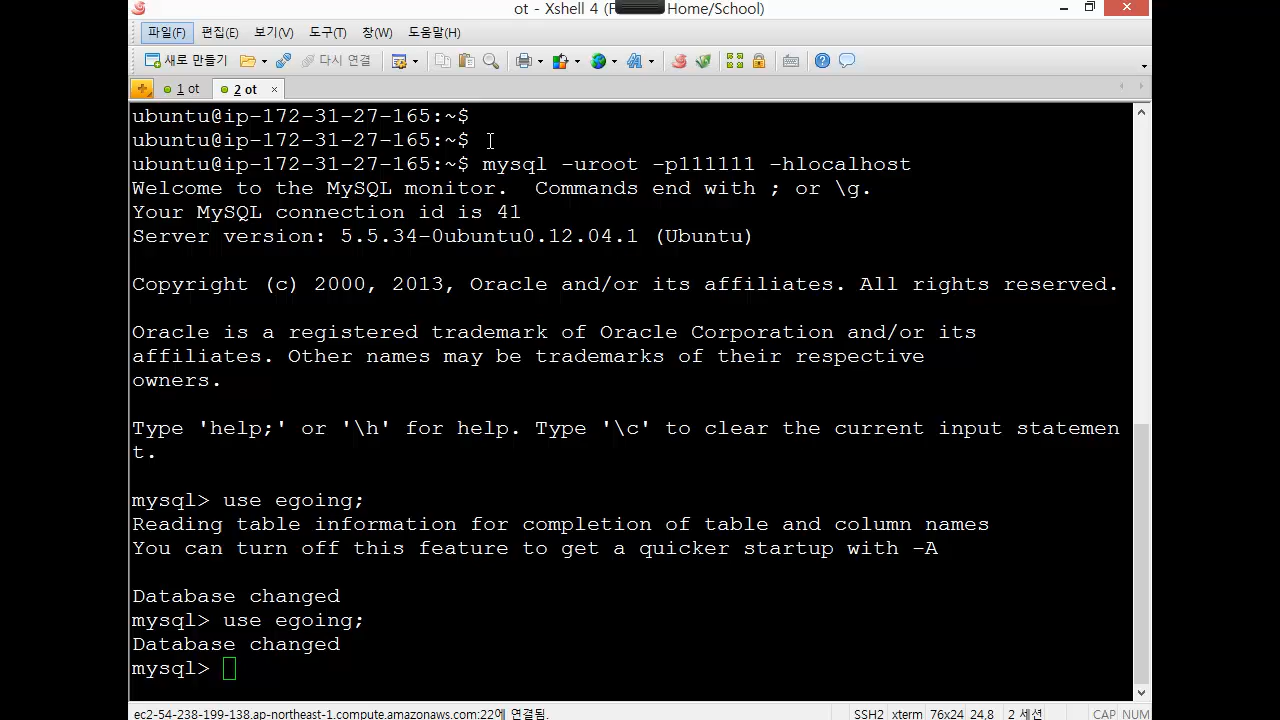 ot - Xshell 4 (F Home/School)
파일(F) 편집(E) 보기(V) 도구(T) 창(W) 도움말(H)
새로 만들기 다시 연결
1 ot 2 ot
ubuntu@ip-172-31-27-165:~$
ubuntu@ip-172-31-27-165:~$
ubuntu@ip-172-31-27-165:~$ mysql -uroot -p111111 -hlocalhost
Welcome to the MySQL monitor.  Commands end with ; or \g.
Your MySQL connection id is 41
Server version: 5.5.34-0ubuntu0.12.04.1 (Ubuntu)
Copyright (c) 2000, 2013, Oracle and/or its affiliates. All rights reserved.
Oracle is a registered trademark of Oracle Corporation and/or its
affiliates. Other names may be trademarks of their respective
owners.
Type 'help;' or '\h' for help. Type '\c' to clear the current input statemen
t.
mysql> use egoing;
Reading table information for completion of table and column names
You can turn off this feature to get a quicker startup with -A
Database changed
mysql> use egoing;
Database changed
mysql>
ec2-54-238-199-138.ap-northeast-1.compute.amazonaws.com:22에 연결됨. SSH2 xterm 76x24 24,8 2 세션 CAP NUM